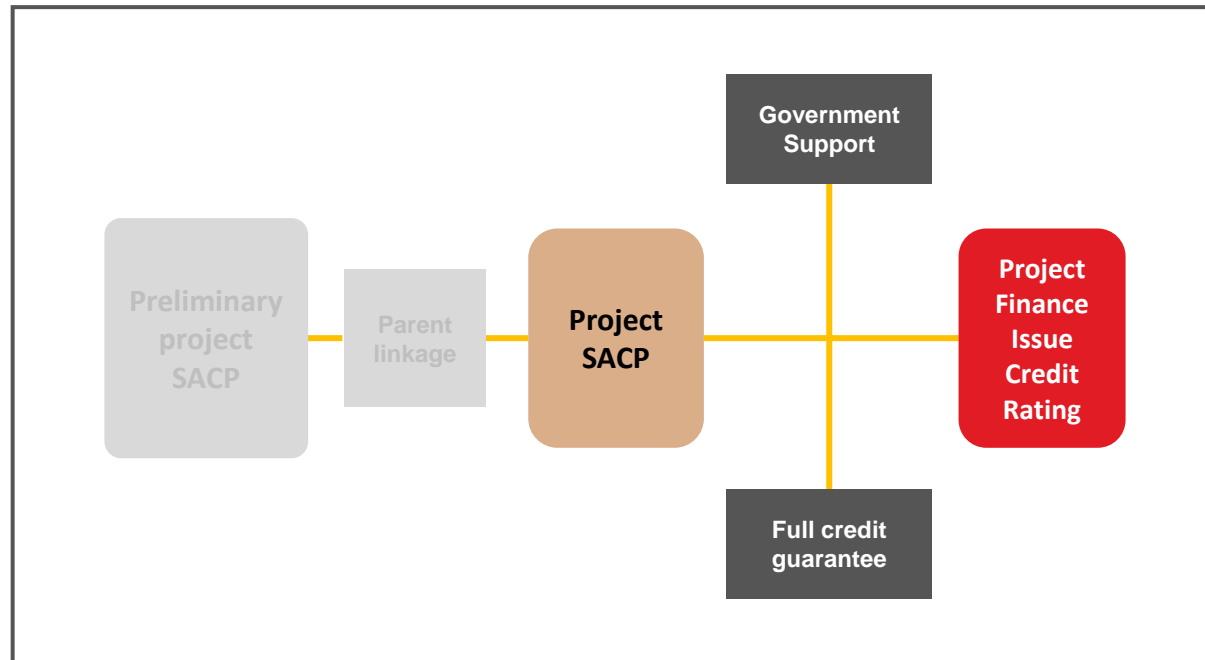 Government
Support
Preliminary
project
SACP
Parent
linkage
Project
SACP
Project
Finance
Issue
Credit
Rating
Full credit
guarantee